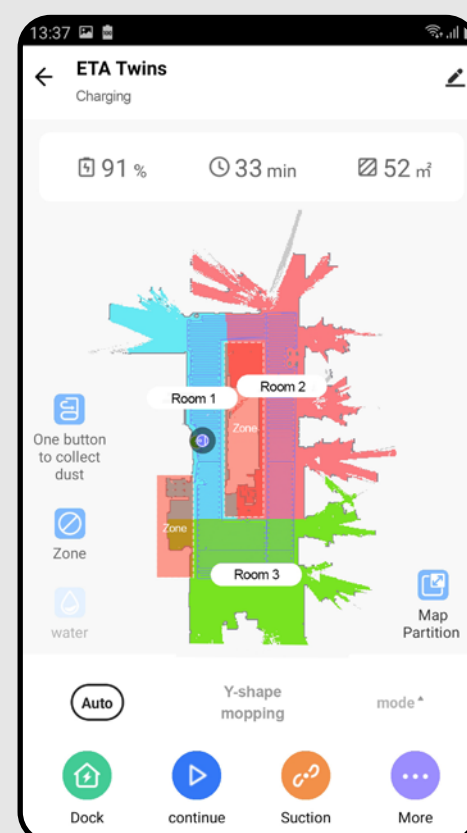 13:37
ETA Twins
Charging
91 %
33 min
52 ㎡
Room 1
Room 2
Zone
Zone
Room 3
One button
to collect
dust
Zone
water
Map
Partition
Auto
Y-shape
mopping
mode
Dock
continue
Suction
More